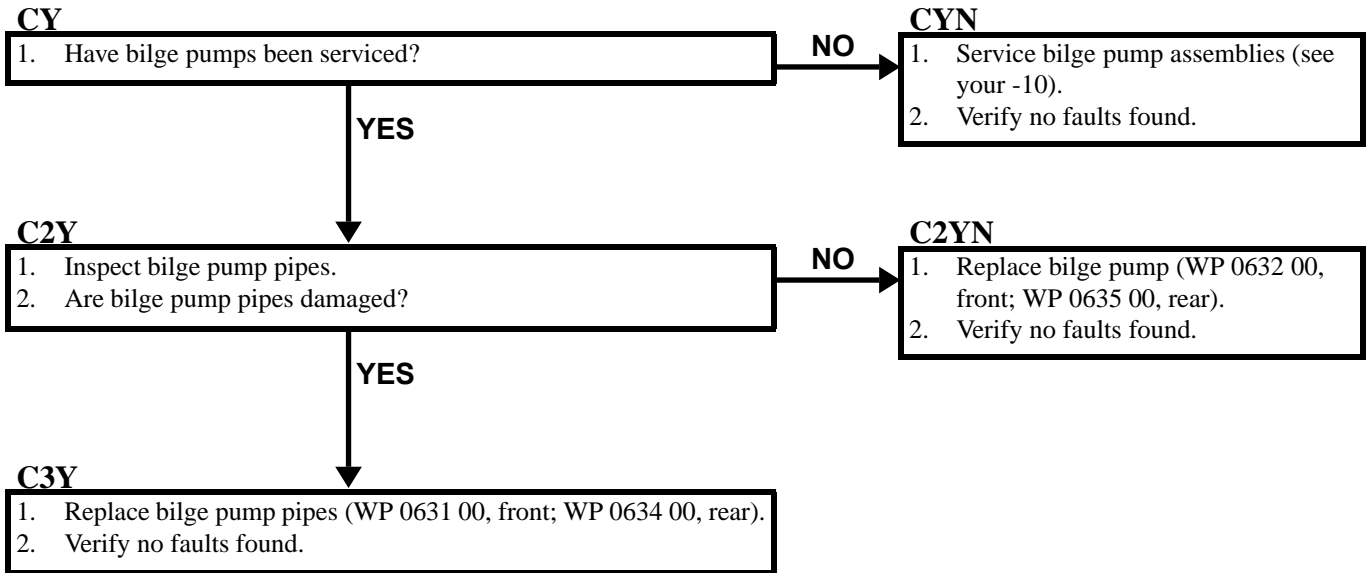 CY
1. Have bilge pumps been serviced?
NO
CYN
1. Service bilge pump assemblies (see
your -10).
2. Verify no faults found.
YES
C2Y
1. Inspect bilge pump pipes.
2. Are bilge pump pipes damaged?
NO
C2YN
1. Replace bilge pump (WP 0632 00,
front; WP 0635 00, rear).
2. Verify no faults found.
YES
C3Y
1. Replace bilge pump pipes (WP 0631 00, front; WP 0634 00, rear).
2. Verify no faults found.